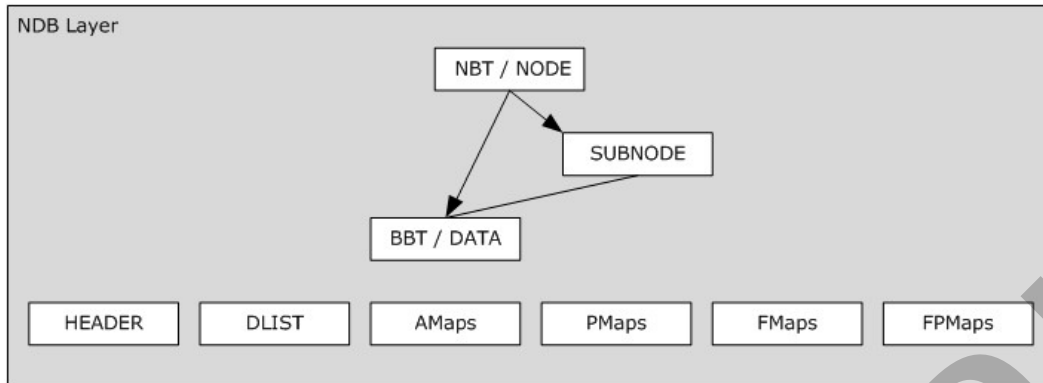 NDB Layer
NBT / NODE
SUBNODE
BBT / DATA
HEADER DLIST AMaps PMaps FMaps FPMaps